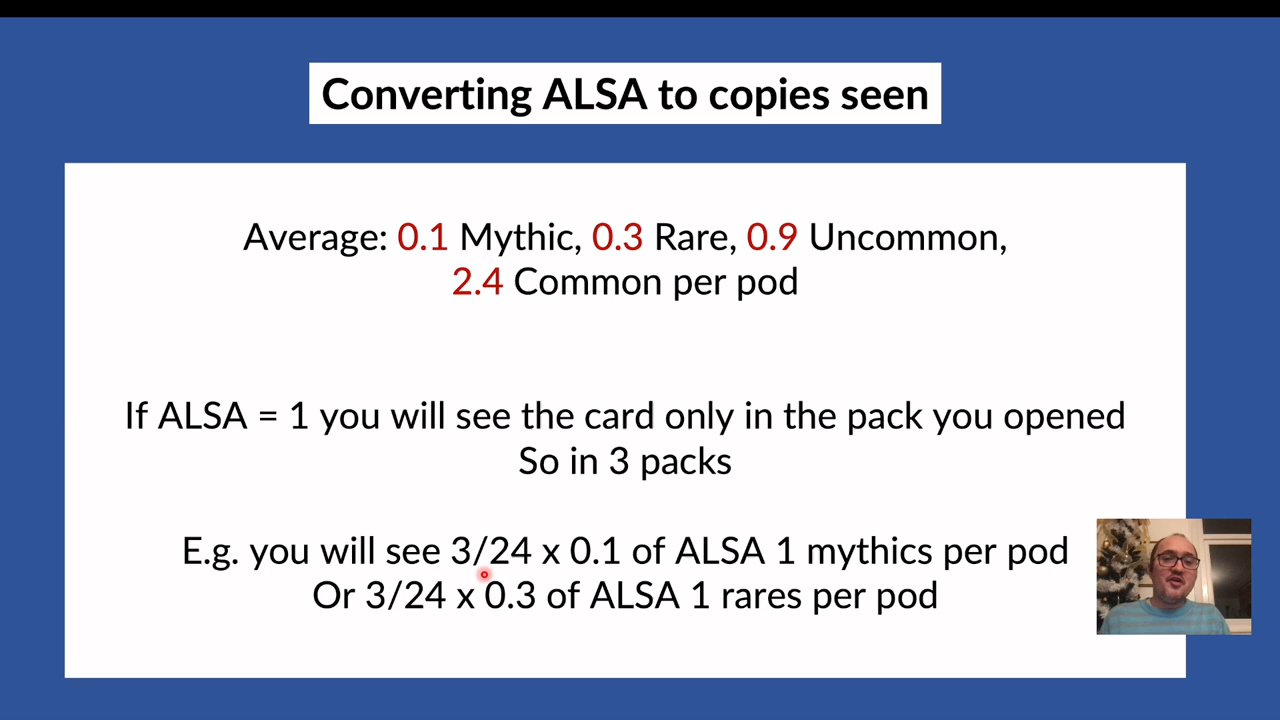 Converting ALSA to copies seen
Average: 0.1 Mythic, 0.3 Rare, 0.9 Uncommon,
2.4 Common per pod
If ALSA = 1 you will see the card only in the pack you opened
So in 3 packs
E.g. you will see 3/24 x 0.1 of ALSA 1 mythics per pod
Or 3/24 x 0.3 of ALSA 1 rares per pod